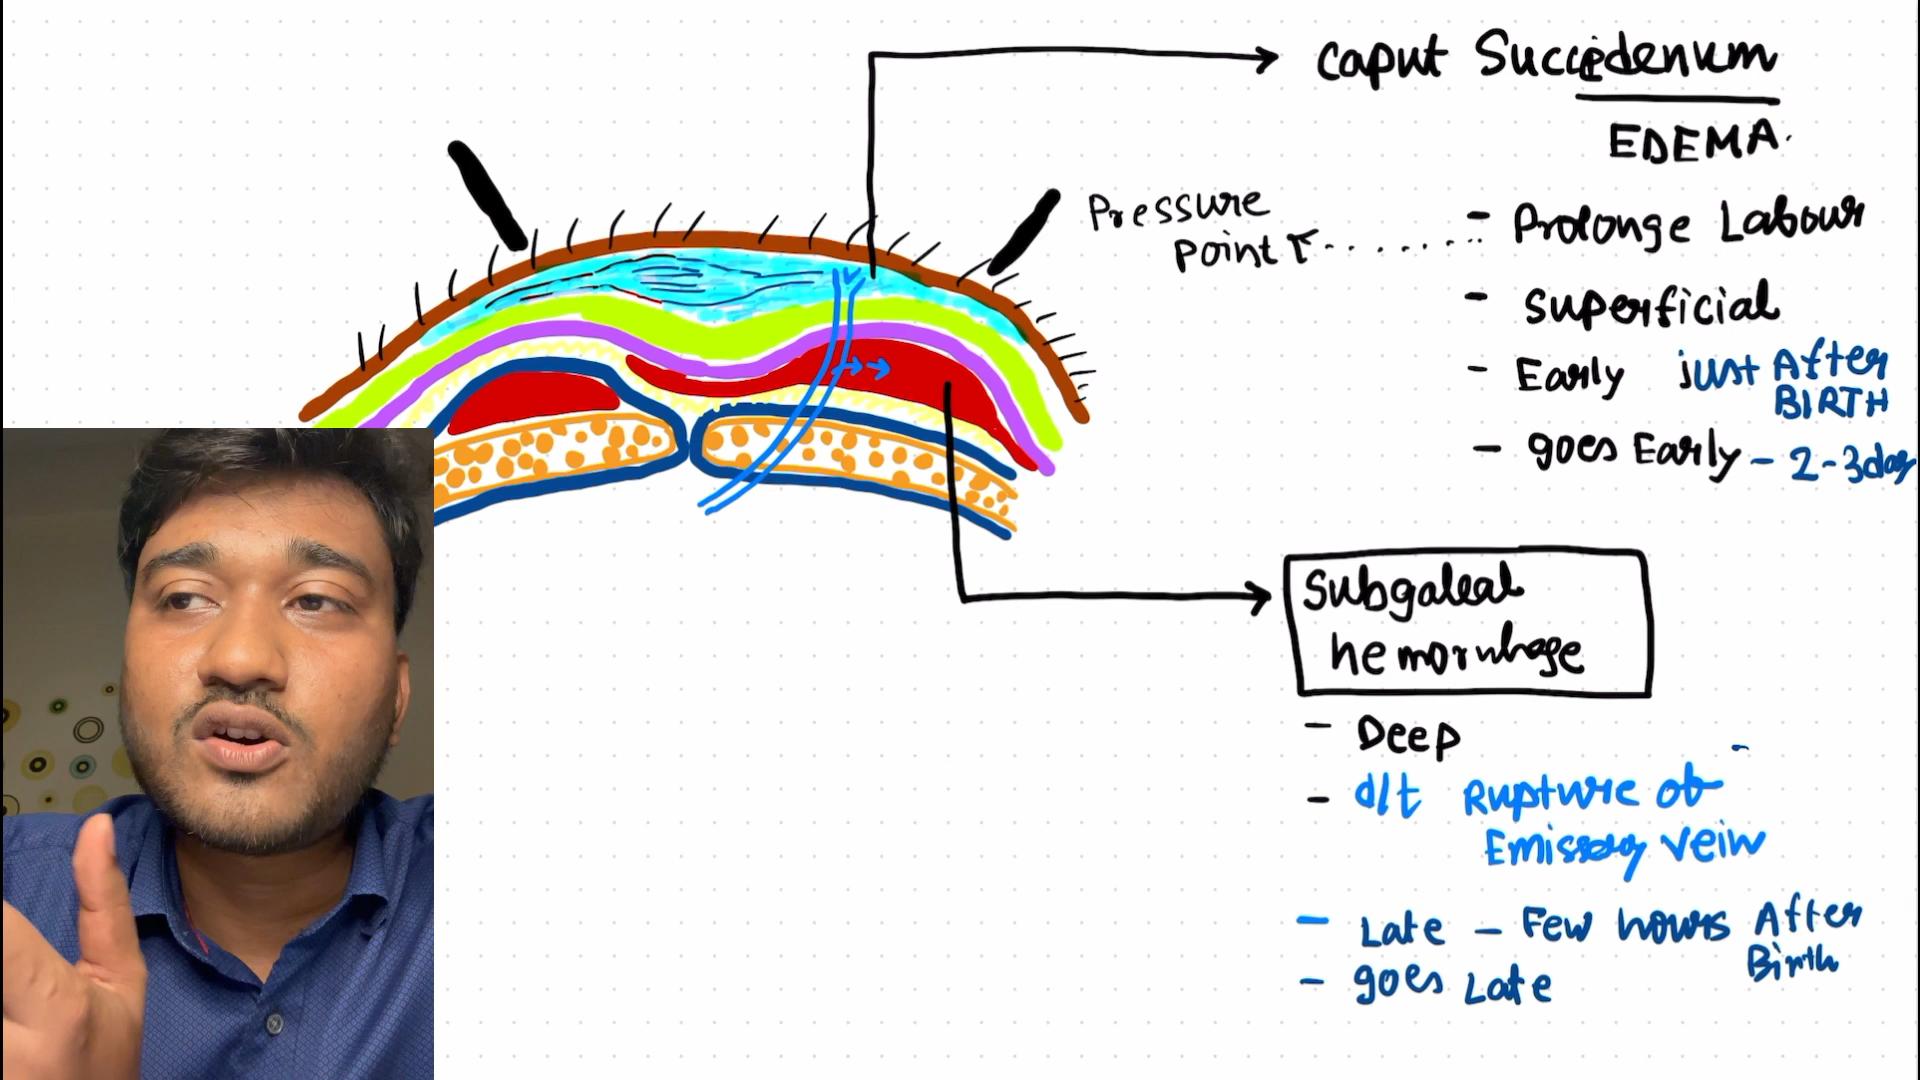 Caput Succedenum
EDEMA.
Pressure
Point
- Prolonge Labour
- Superficial
- Early just After
BIRTH
- goes Early - 2-3day
Subgaleal
hemorrhage
- Deep
- d/t Rupture of
Emissary vein
- Late - Few hours After
Birth
- goes Late